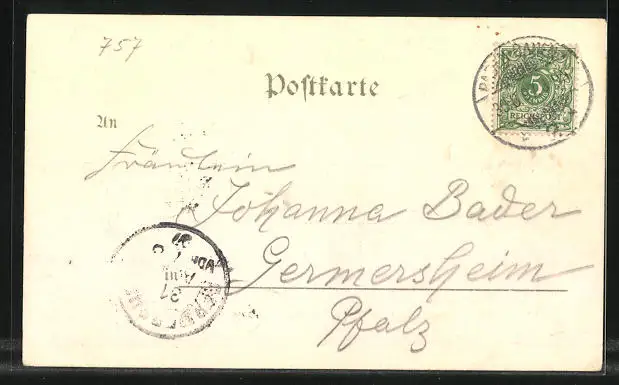 757
Postkarte
5
REICHSPOST
An
Fräulein
Johanna Bader
Germersheim
Pfalz